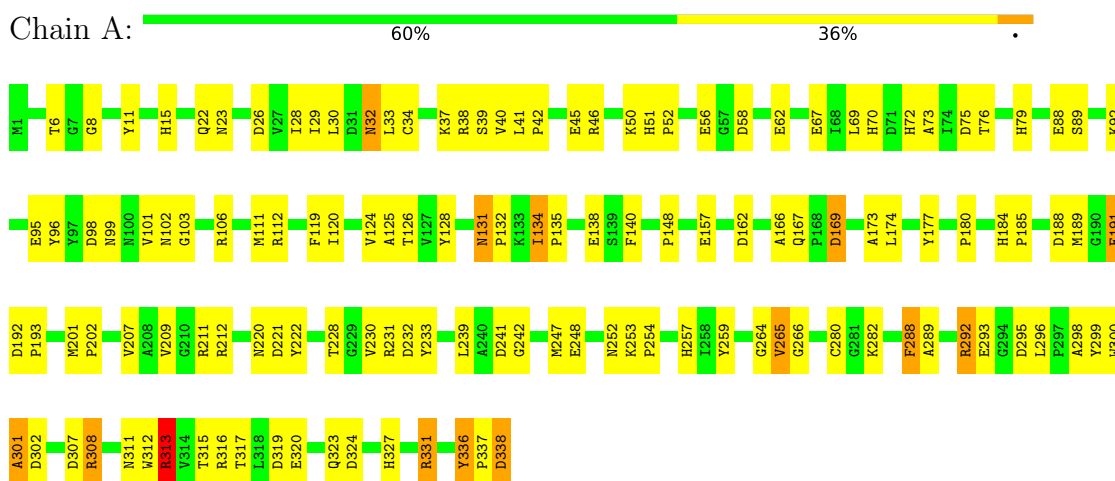 Chain A:
60% 36% •
M1 T6 G7 G8 Y11 H15 Q22 N23 D26 V27 I28 I29 L30 D31 N32 L33 C34 K37 R38 S39 V40 L41 P42 E45 R46 K50 H51 P52 E56 G57 D58 E62 E67 I68 L69 H70 D71 H72 A73 I74 D75 T76 H79 E88 S89 K92
E95 Y96 Y97 D98 N99 N100 V101 N102 G103 R106 M111 R112 F119 I120 V124 A125 T126 V127 Y128 N131 P132 K133 I134 P135 E138 S139 F140 P148 E157 D162 A166 Q167 P168 D169 A173 L174 Y177 P180 H184 P185 D188 M189 G190
D192 P193 M201 P202 V207 A208 V209 G210 R211 R212 N220 D221 Y222 T228 G229 V230 R231 D232 Y233 L239 A240 D241 G242 M247 E248 N252 K253 P254 H257 I258 Y259 G264 V265 G266 C280 G281 K282 F288 A289 R292 E293 G294 D295 L296 P297 A298 Y299 W300
A301 D302 D307 R308 N311 W312 R313 V314 T315 R316 T317 L318 D319 E320 Q323 D324 H327 R331 Y336 P337 D338